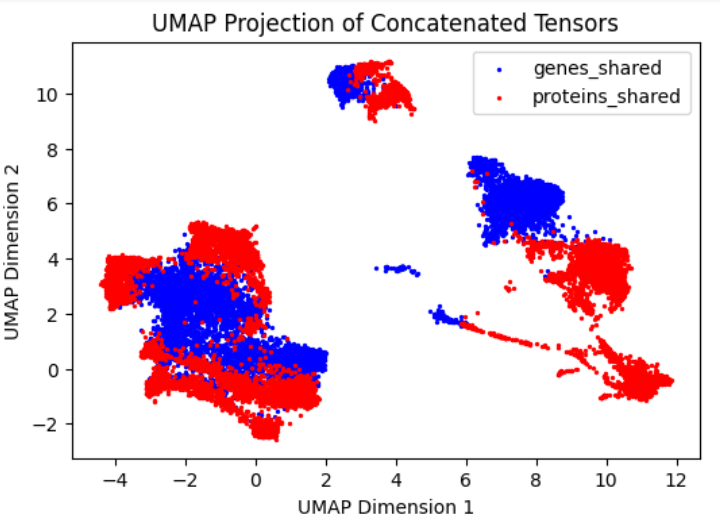 UMAP Projection of Concatenated Tensors
genes_shared
proteins_shared
UMAP Dimension 2
10
8
6
4
2
0
−2
−4 −2 0 2 4 6 8 10 12
UMAP Dimension 1